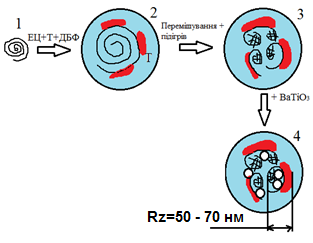 1
ЕЦ+Т+ДБФ
2
Т
Перемішування +
підігрів
3
+ BaTiO₃
4
Rz=50 - 70 нм